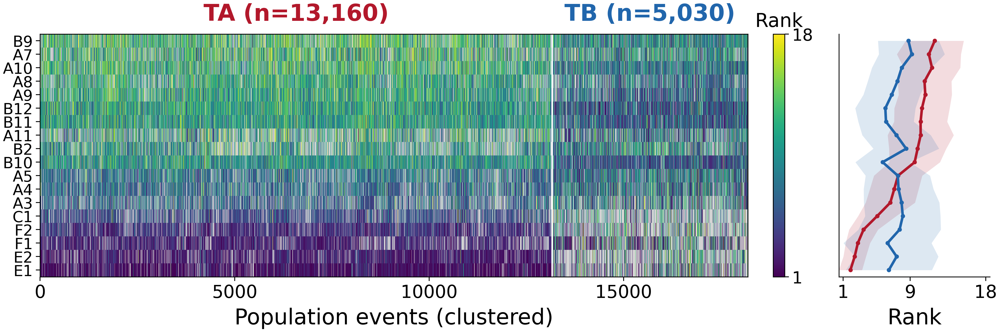 TA (n=13,160)
TB (n=5,030)
Rank
18
1
B9
A7
A10
A8
A9
B12
B11
A11
B2
B10
A5
A4
A3
C1
F2
F1
E2
E1
0 5000 10000 15000
Population events (clustered)
1 9 18
Rank